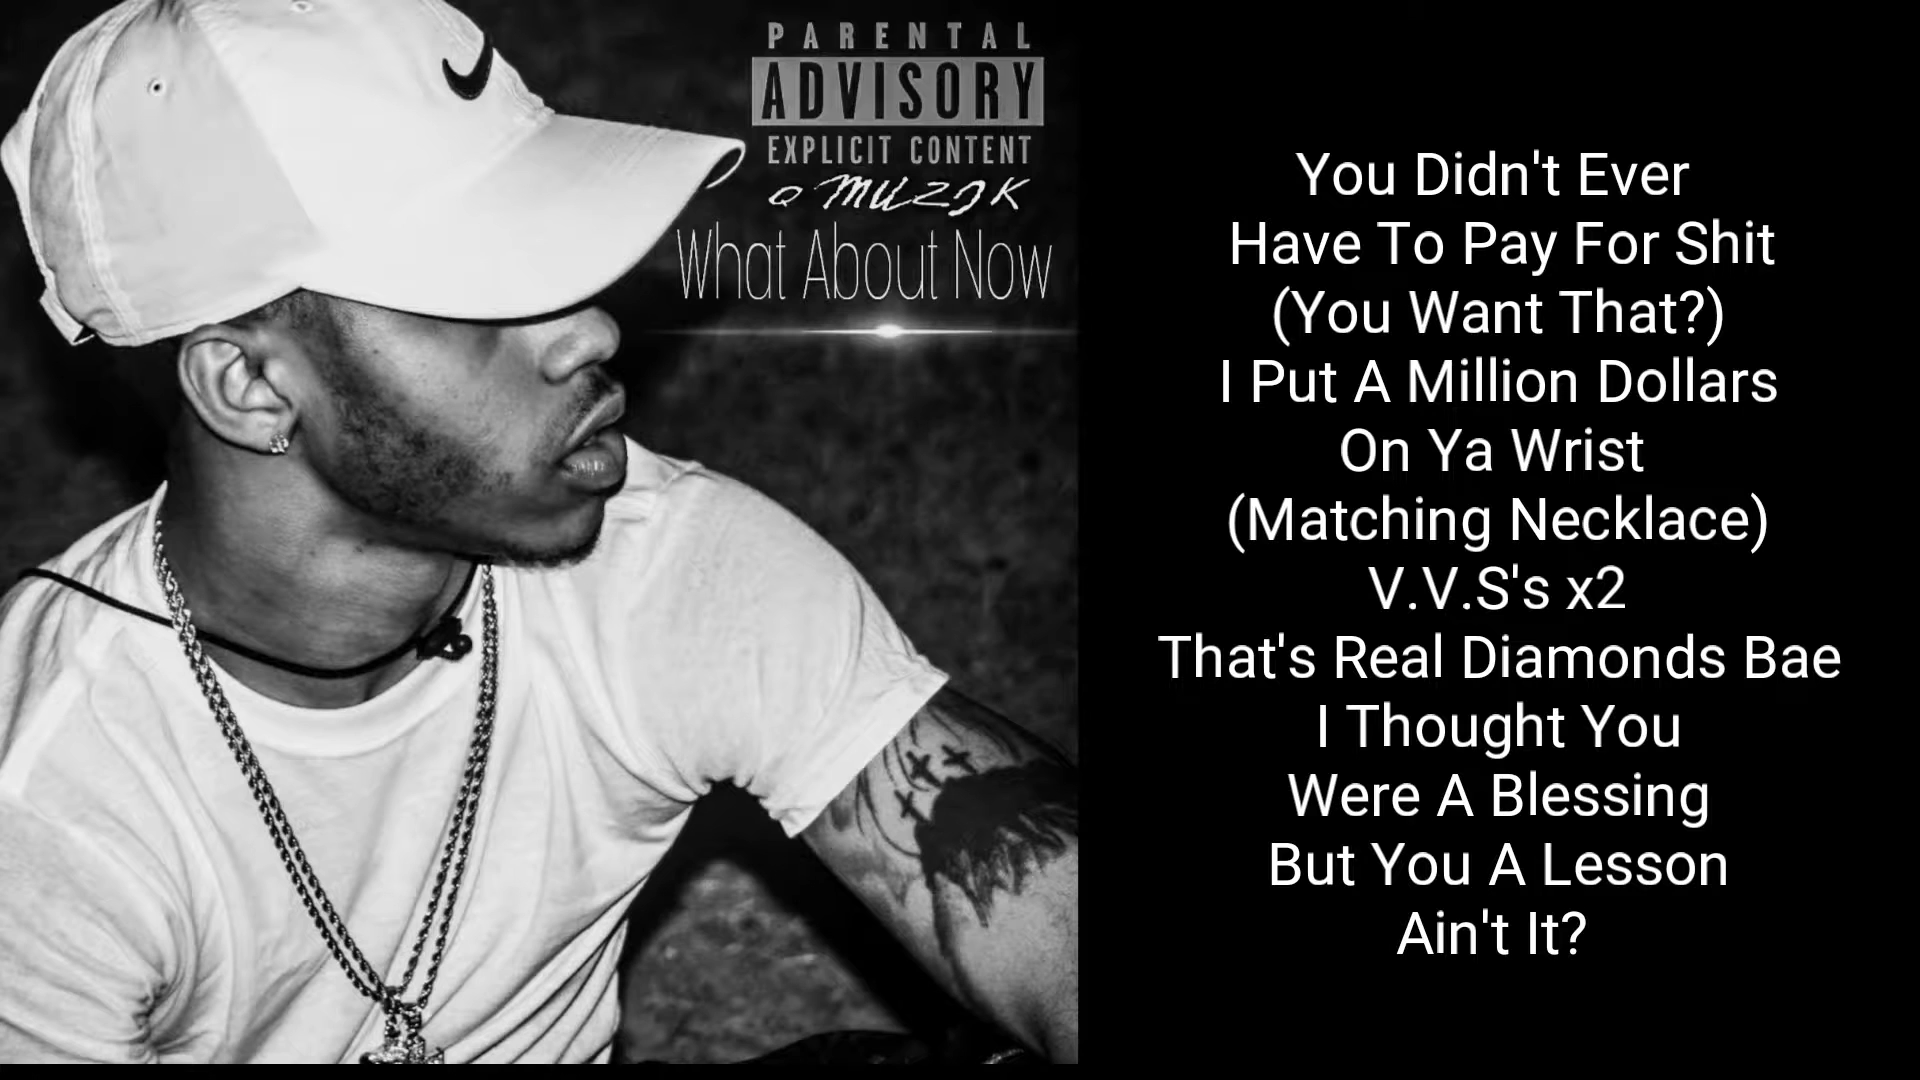 PARENTAL
ADVISORY
EXPLICIT CONTENT
Q MUZIK
What About Now
You Didn't Ever
Have To Pay For Shit
(You Want That?)
I Put A Million Dollars
On Ya Wrist
(Matching Necklace)
V.V.S's x2
That's Real Diamonds Bae
I Thought You
Were A Blessing
But You A Lesson
Ain't It?